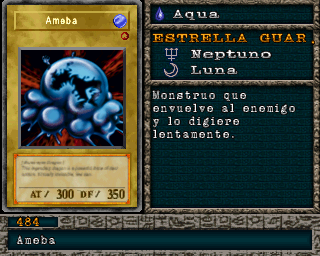 Ameba
AT/ 300 DF/ 350
Aqua
ESTRELLA GUAR.
Neptuno
Luna
Monstruo que
envuelve al enemigo
y lo digiere
lentamente.
484
Ameba